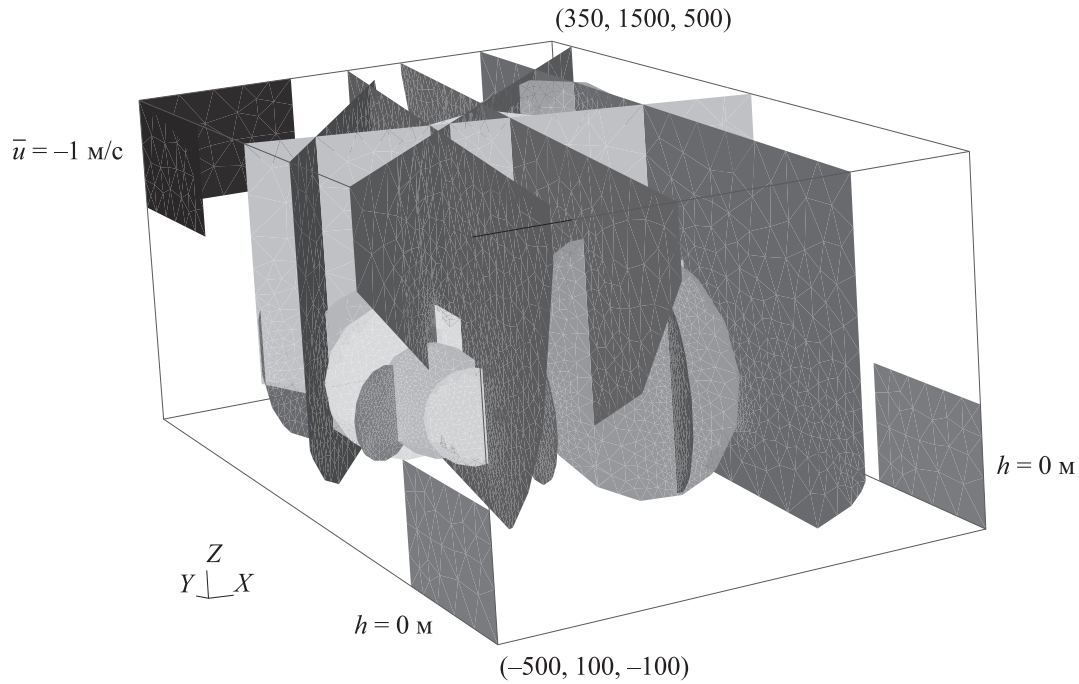 (350, 1500, 500)
u̅ = –1 м/с
h = 0 м
Z
Y X
h = 0 м
(–500, 100, –100)